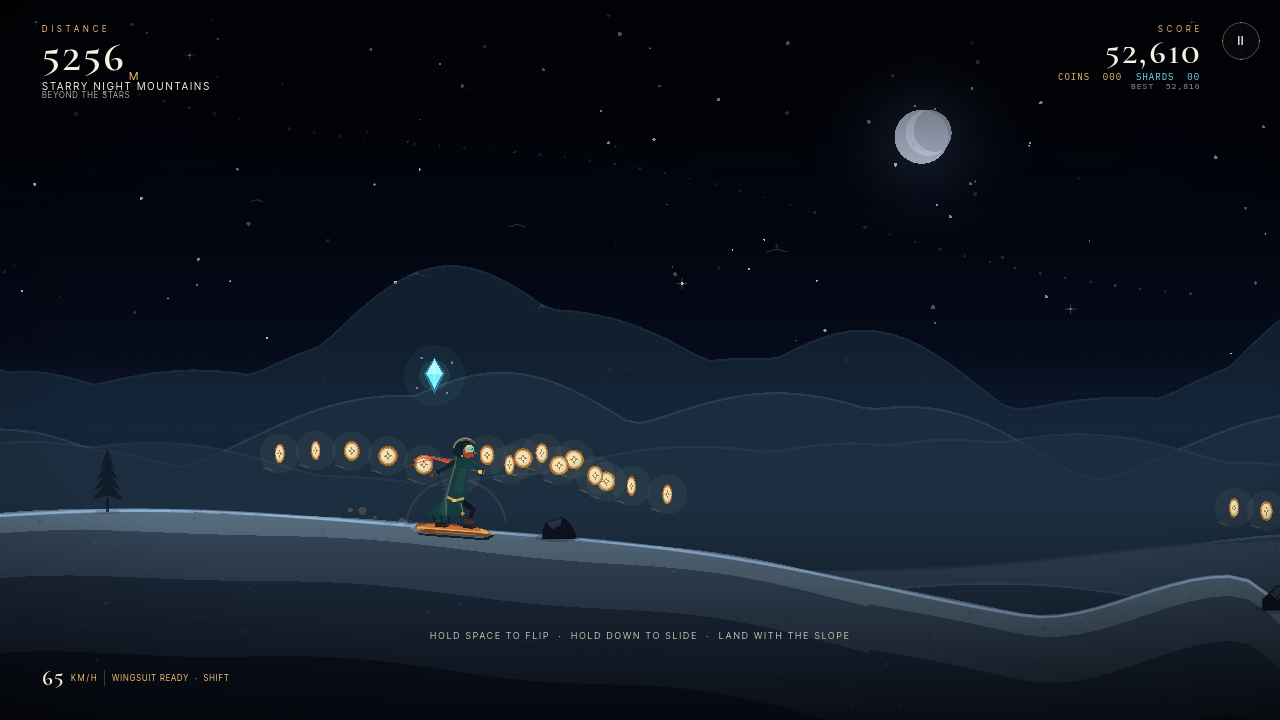 DISTANCE
5256 M
STARRY NIGHT MOUNTAINS
BEYOND THE STARS
SCORE
52,610
COINS 000 SHARDS 00
BEST 52,810
HOLD SPACE TO FLIP · HOLD DOWN TO SLIDE · LAND WITH THE SLOPE
65 KM/H WINGSUIT READY · SHIFT